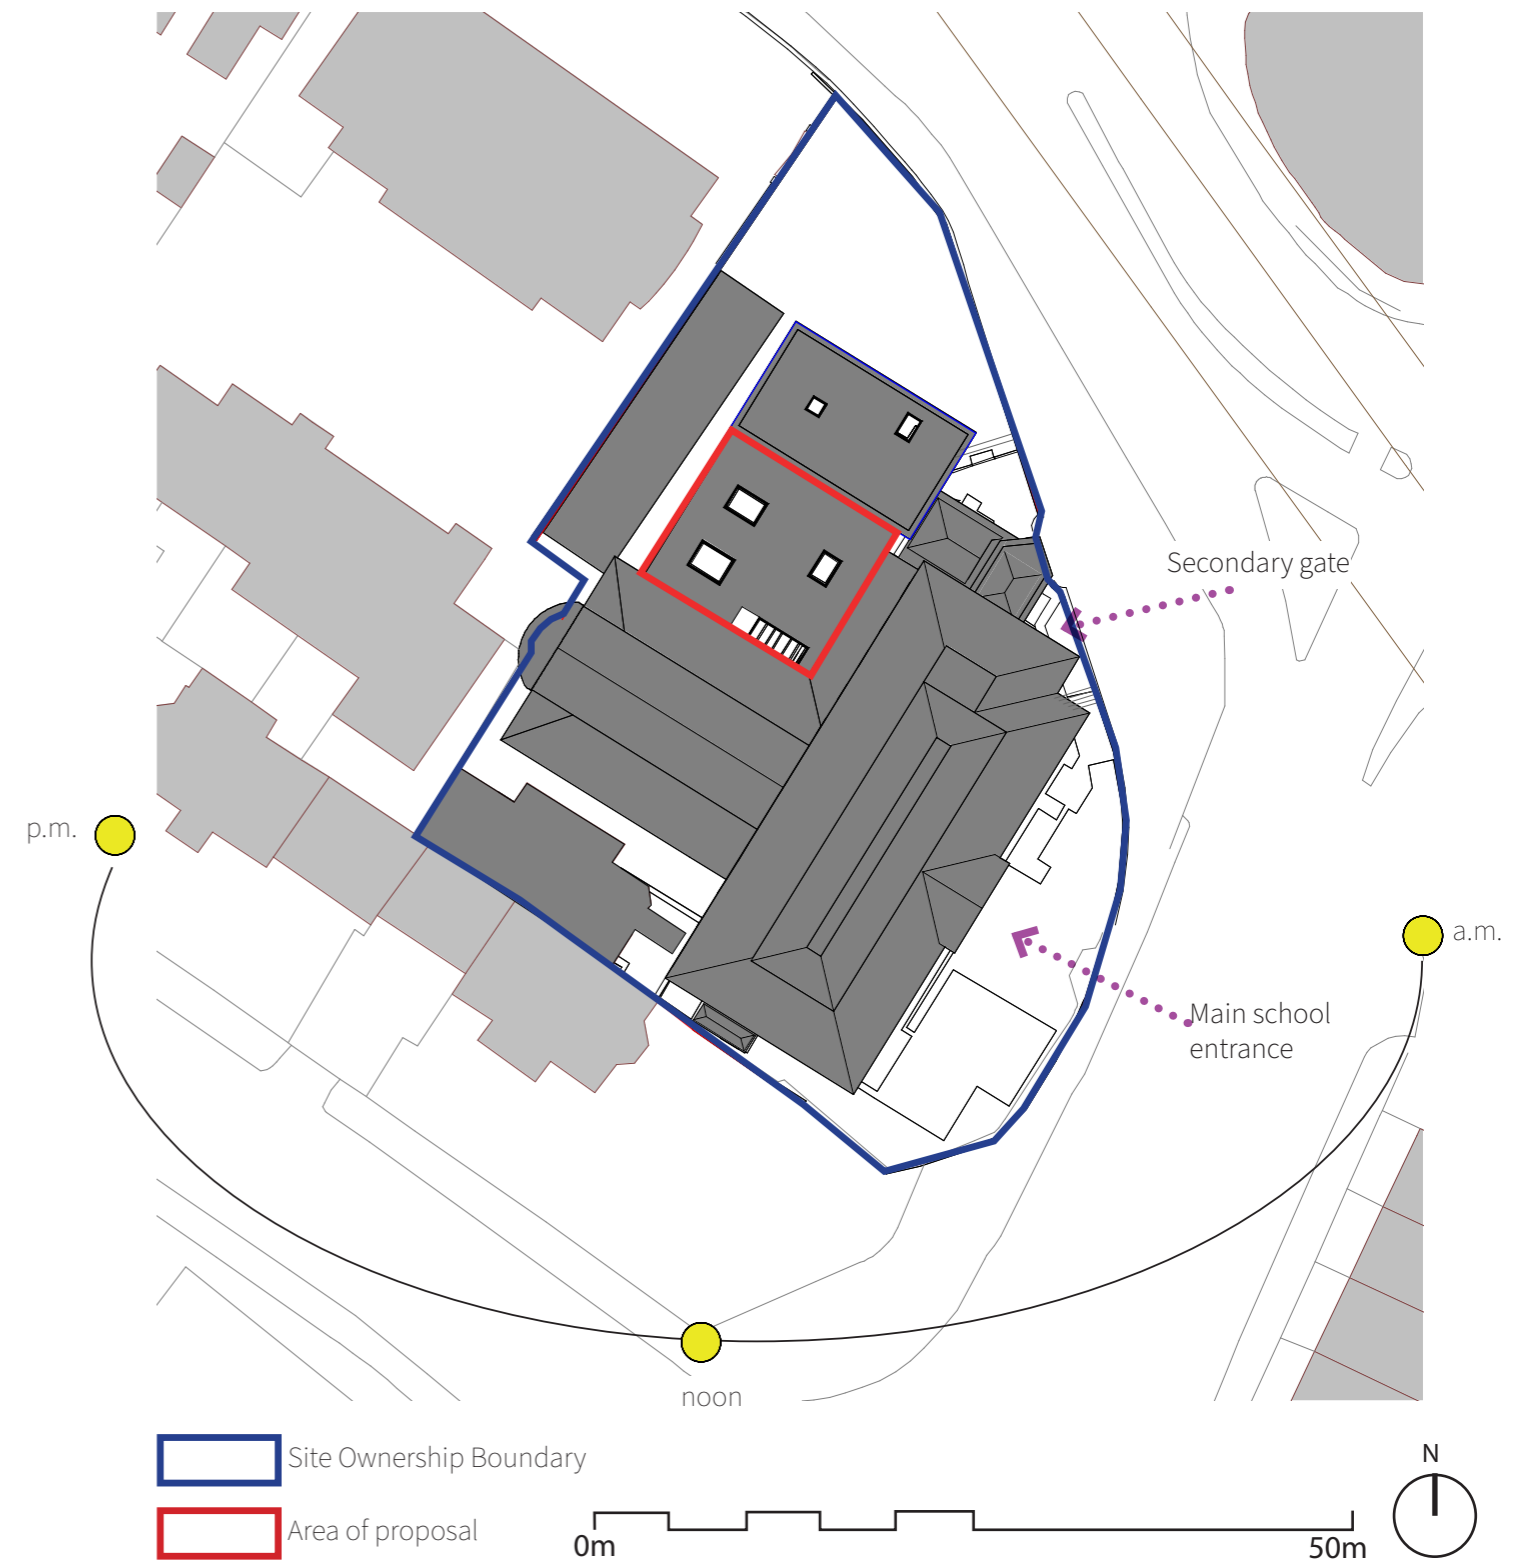 Secondary gate
p.m.
a.m.
Main school
entrance
noon
Site Ownership Boundary
N
Area of proposal
0m
50m